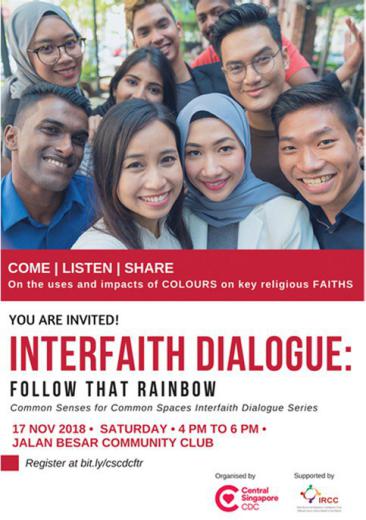 COME | LISTEN | SHARE
On the uses and impacts of COLOURS on key religious FAITHS
YOU ARE INVITED!
INTERFAITH DIALOGUE:
FOLLOW THAT RAINBOW
Common Senses for Common Spaces Interfaith Dialogue Series
17 NOV 2018 • SATURDAY • 4 PM TO 6 PM •
JALAN BESAR COMMUNITY CLUB
Register at bit.ly/cscdcftr
Organised by
Central
Singapore
CDC
Supported by
IRCC